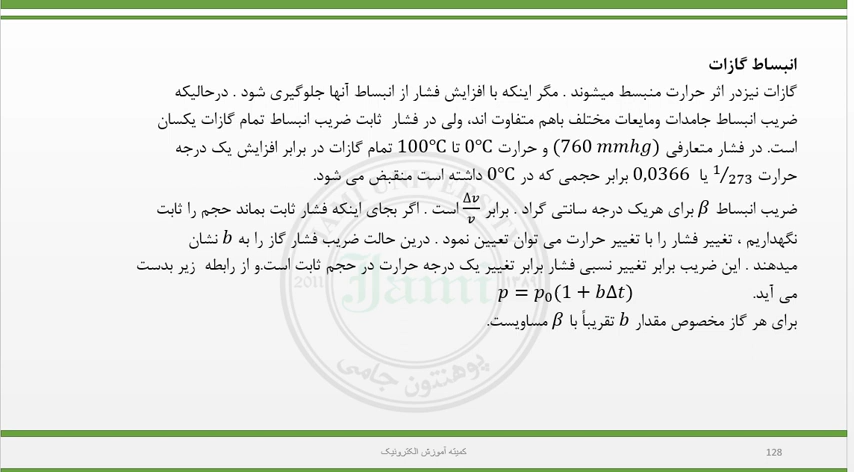 انبساط گازات
گازات نیزدر اثر حرارت منبسط میشوند . مگر اینکه با افزایش فشار از انبساط آنها جلوگیری شود . درحالیکه
ضریب انبساط جامدات ومایعات مختلف باهم متفاوت اند، ولی در فشار ثابت ضریب انبساط تمام گازات یکسان
است. در فشار متعارفی (760 mmhg) و حرارت 0°C تا 100°C تمام گازات در برابر افزایش یک درجه
حرارت 1/273 یا 0,0366 برابر حجمی که در 0°C داشته است منقبض می شود.
ضریب انبساط β برای هریک درجه سانتی گراد . برابر Δv/v است . اگر بجای اینکه فشار ثابت بماند حجم را ثابت
نگهداریم ، تغییر فشار را با تغییر حرارت می توان تعیین نمود . درین حالت ضریب فشار گاز را به b نشان
میدهند . این ضریب برابر تغییر نسبی فشار برابر تغییر یک درجه حرارت در حجم ثابت است.و از رابطه زیر بدست
می آید. p = p₀(1 + bΔt)
برای هر گاز مخصوص مقدار b تقریباً با β مساویست.
JAMI UNIVERSITY
2011 Jami ۱۳۸۹
پوهنتون جامی
کمیته آموزش الکترونیک
128